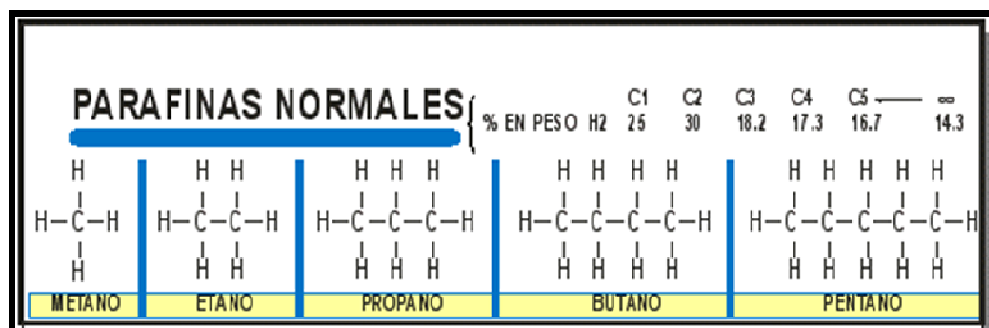 C1 C2 C3 C4 C5 —— ∞
PARAFINAS NORMALES { % EN PESO H2 25 30 18.2 17.3 16.7 14.3
H H H H H H H H H H H H H H H
H–C–H H–C–C–H H–C–C–C–H H–C–C–C–C–H H–C–C–C–C–C–H
H H H H H H H H H H H H H H H
METANO ETANO PROPANO BUTANO PENTANO